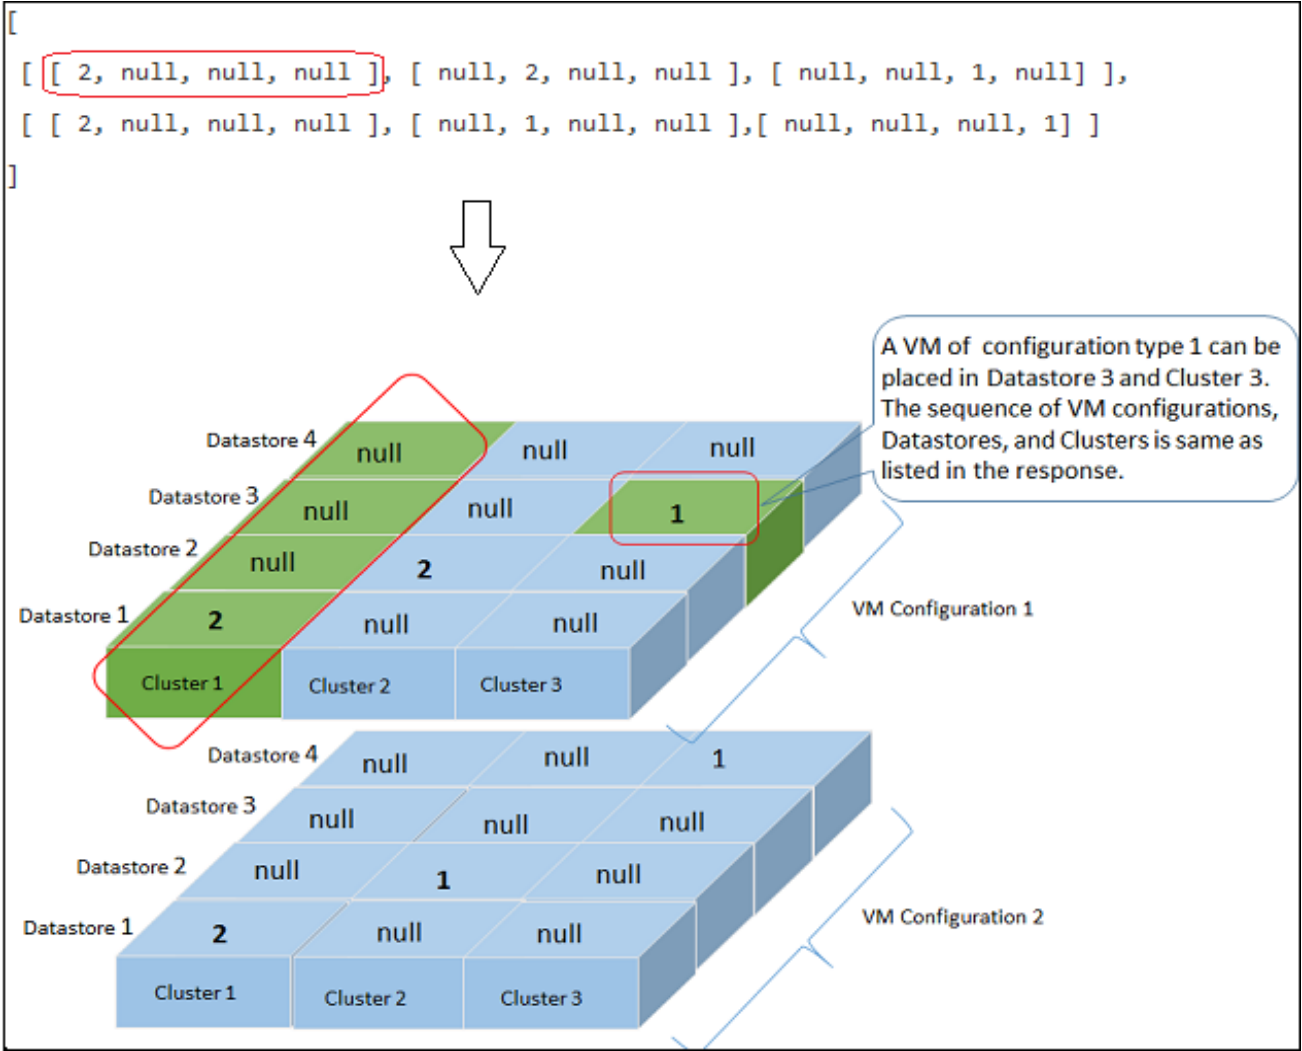 [
[ [ 2, null, null, null ], [ null, 2, null, null ], [ null, null, 1, null] ],
[ [ 2, null, null, null ], [ null, 1, null, null ],[ null, null, null, 1] ]
]
A VM of configuration type 1 can be
placed in Datastore 3 and Cluster 3.
The sequence of VM configurations,
Datastores, and Clusters is same as
listed in the response.
Datastore 4 null null null
Datastore 3 null null 1
Datastore 2 null 2 null
Datastore 1 2 null null
Cluster 1 Cluster 2 Cluster 3
VM Configuration 1
Datastore 4 null null 1
Datastore 3 null null null
Datastore 2 null 1 null
Datastore 1 2 null null
Cluster 1 Cluster 2 Cluster 3
VM Configuration 2